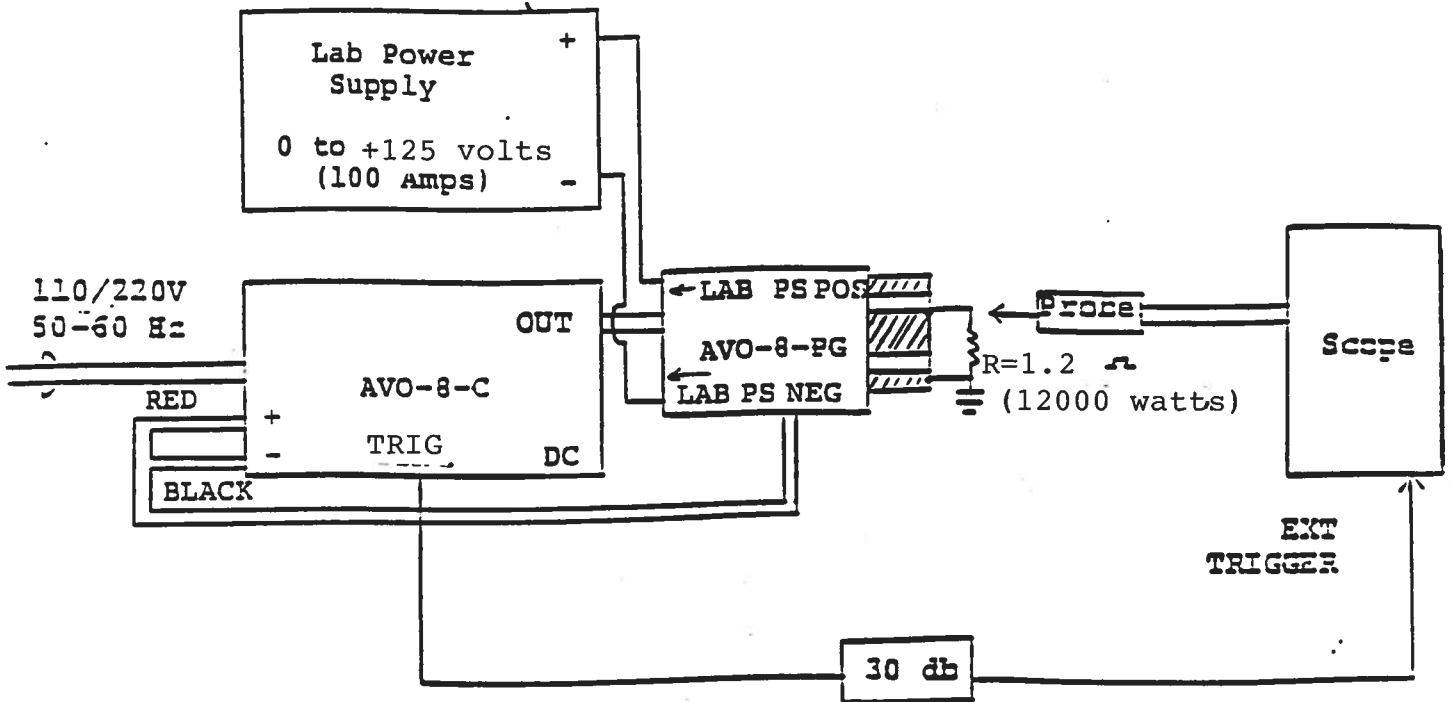 Lab Power
Supply
+
0 to +125 volts
(100 Amps)
-
110/220V
50-60 Hz
OUT
AVO-8-C
RED
+
-
TRIG
DC
BLACK
LAB PS POS
AVO-8-PG
LAB PS NEG
R=1.2 Ω
(12000 watts)
Probe
Scope
EXT
TRIGGER
30 db